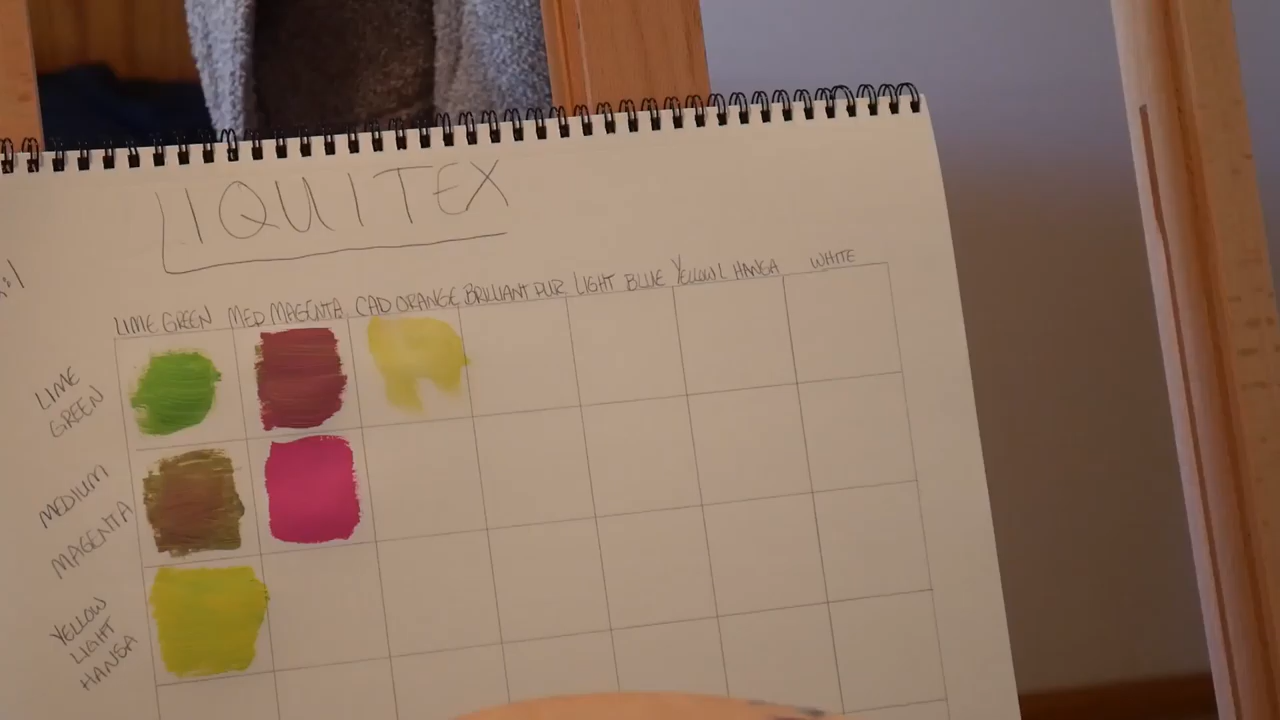 LIQUITEX
LIME GREEN MED MAGENTA CAD ORANGE BRILLIANT PUR LIGHT BLUE YELLOW L HANSA WHITE
LIME
GREEN
MEDIUM
MAGENTA
YELLOW
LIGHT
HANSA